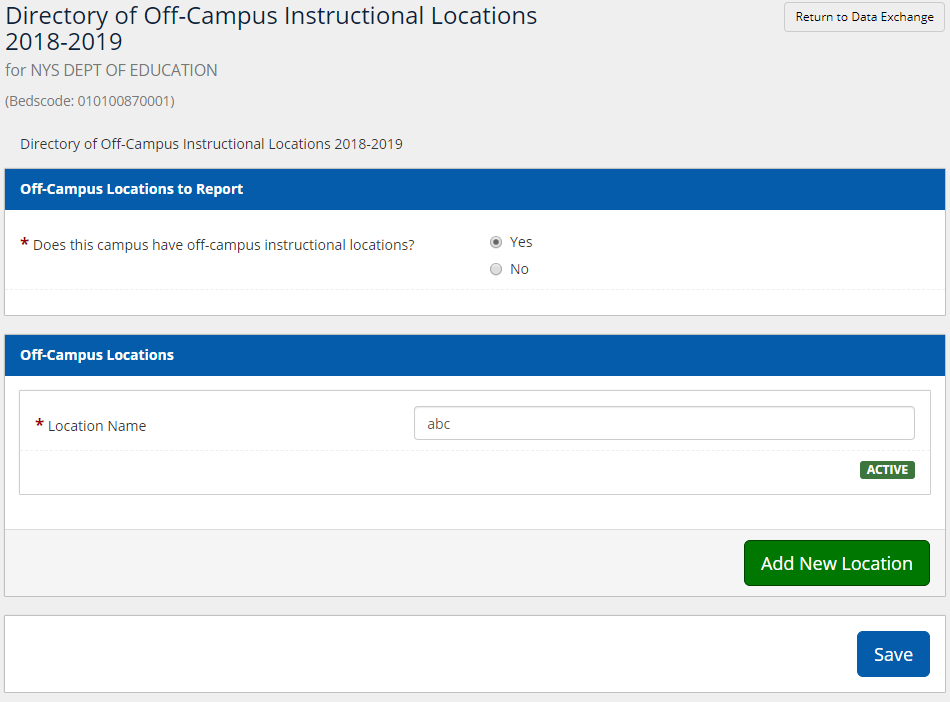 Directory of Off-Campus Instructional Locations
2018-2019
Return to Data Exchange
for NYS DEPT OF EDUCATION
(Bedscode: 010100870001)
Directory of Off-Campus Instructional Locations 2018-2019
Off-Campus Locations to Report
* Does this campus have off-campus instructional locations?
Yes
No
Off-Campus Locations
* Location Name
abc
ACTIVE
Add New Location
Save